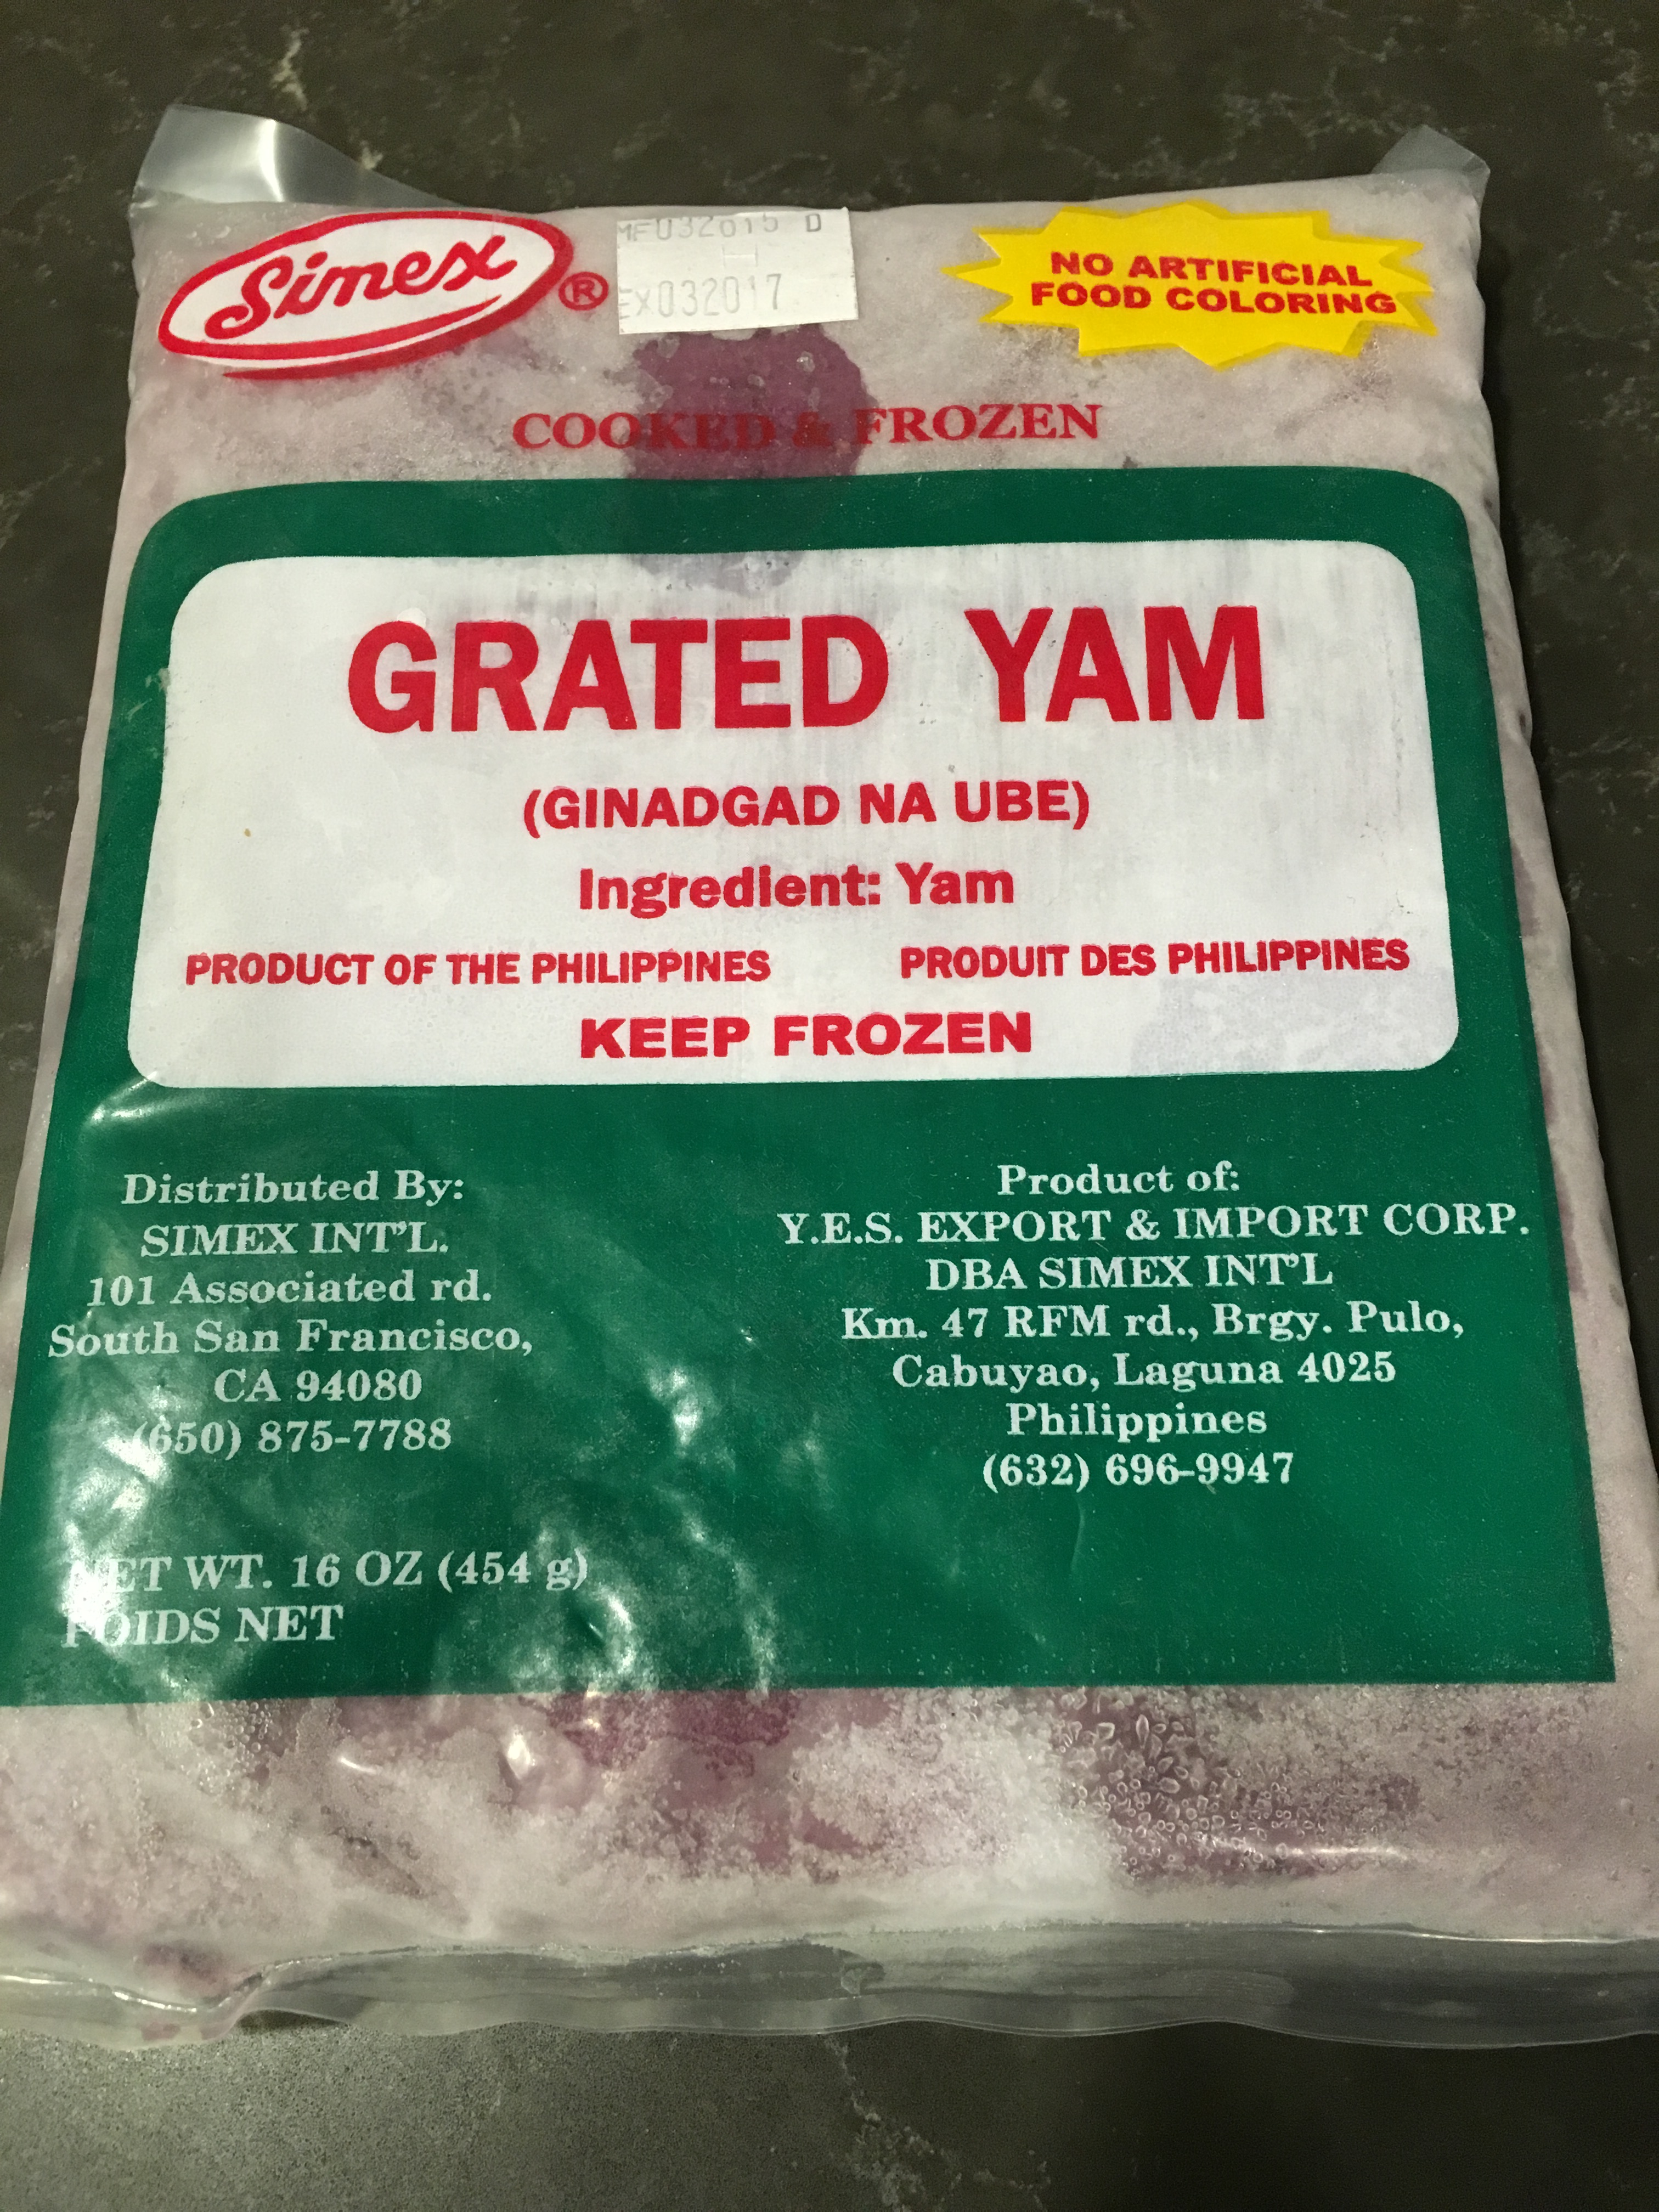 Simex®
MF032615 D
H
EX032017
NO ARTIFICIAL
FOOD COLORING
COOKED & FROZEN
GRATED YAM
(GINADGAD NA UBE)
Ingredient: Yam
PRODUCT OF THE PHILIPPINES PRODUIT DES PHILIPPINES
KEEP FROZEN
Distributed By:
SIMEX INT'L.
101 Associated rd.
South San Francisco,
CA 94080
(650) 875-7788
Product of:
Y.E.S. EXPORT & IMPORT CORP.
DBA SIMEX INT'L
Km. 47 RFM rd., Brgy. Pulo,
Cabuyao, Laguna 4025
Philippines
(632) 696-9947
NET WT. 16 OZ (454 g)
POIDS NET